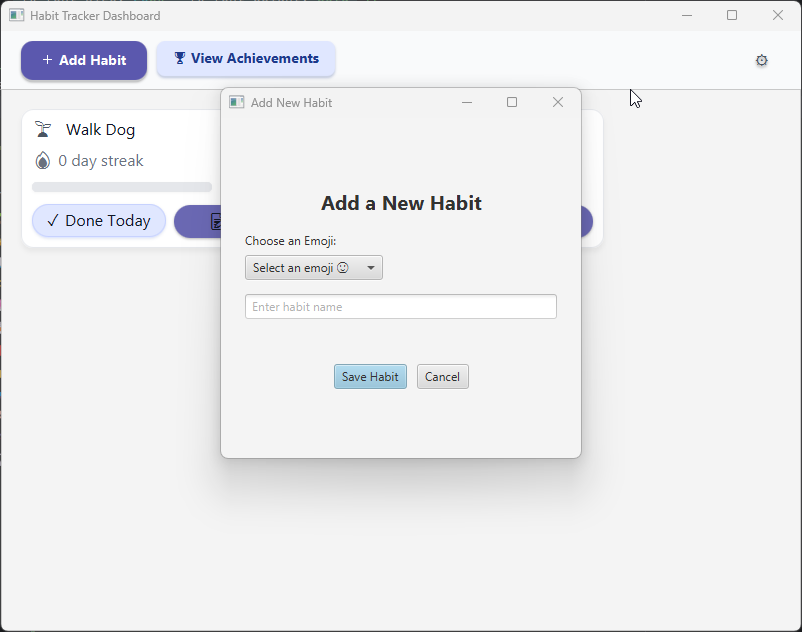 Habit Tracker Dashboard
+ Add Habit
🏆 View Achievements
⚙
Walk Dog
0 day streak
✓ Done Today
Add New Habit
Add a New Habit
Choose an Emoji:
Select an emoji 🙂
Enter habit name
Save Habit
Cancel